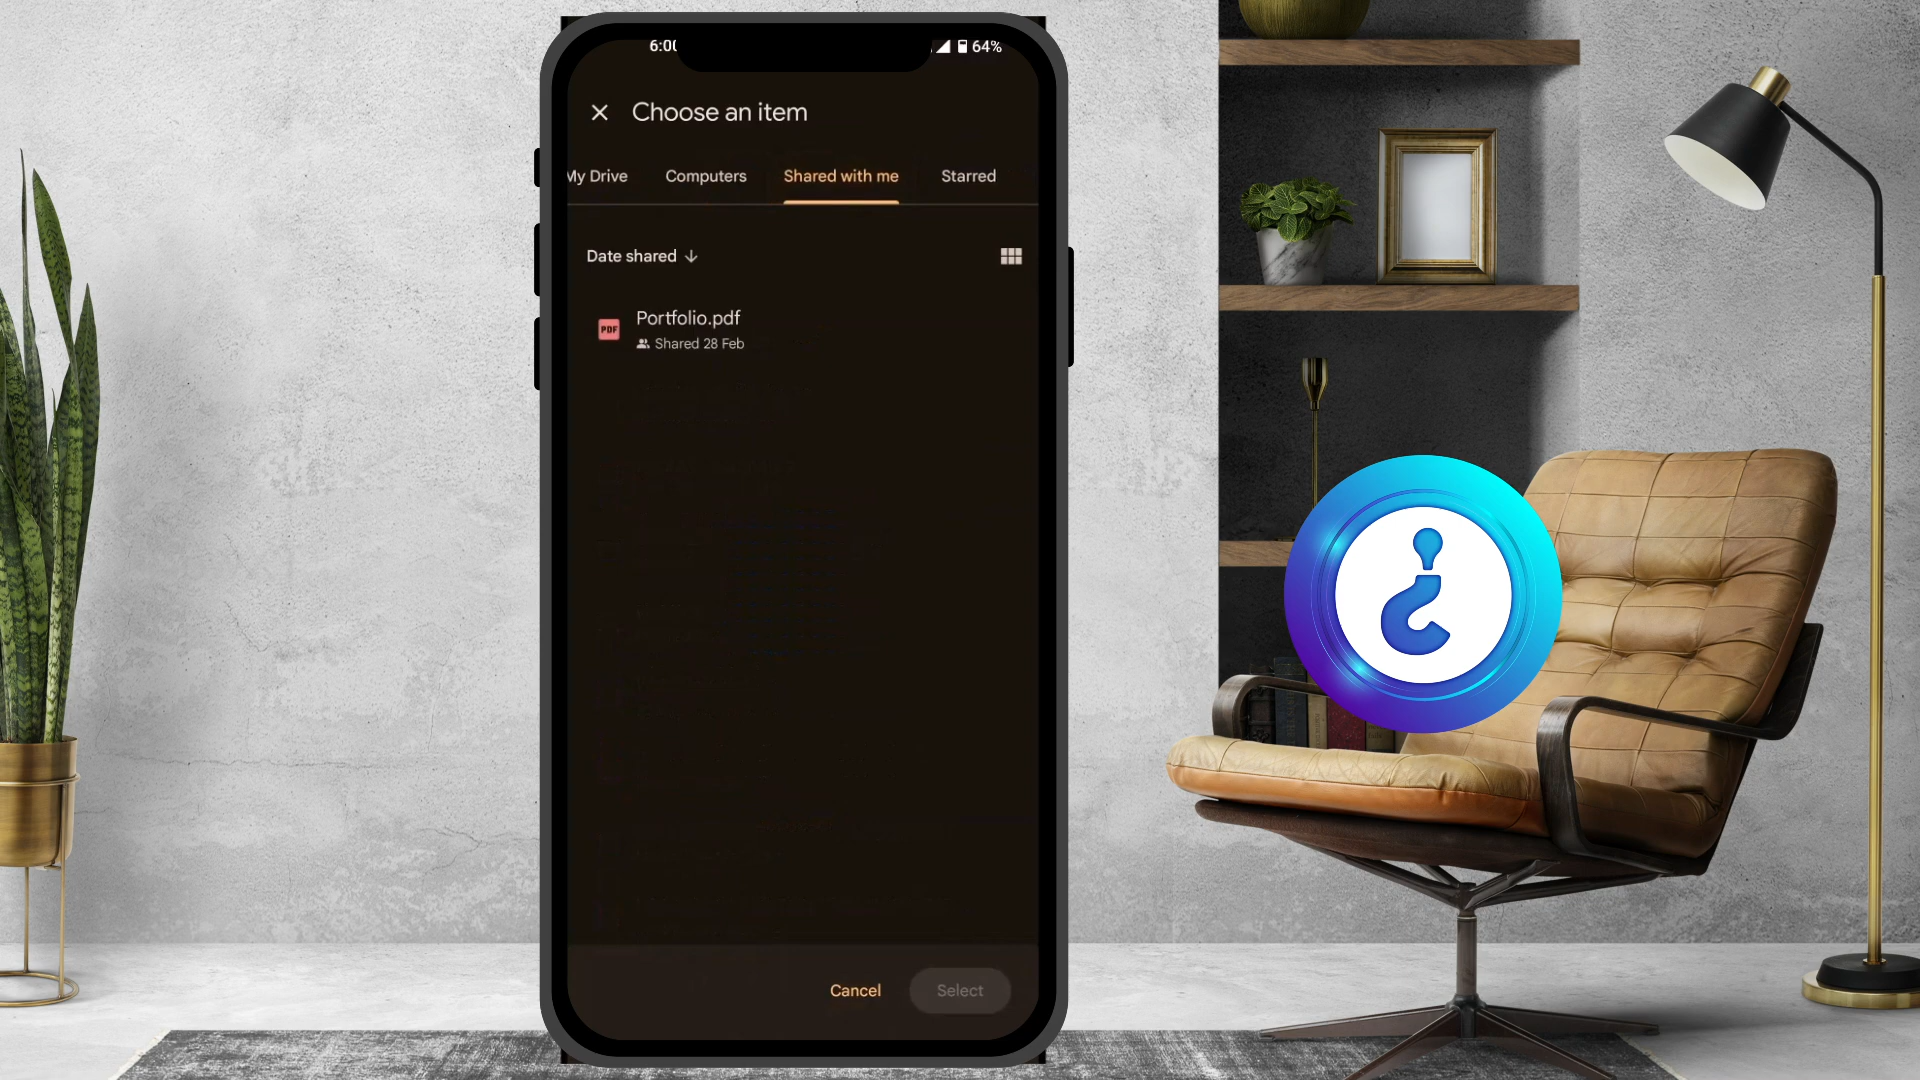 6:00
64%
Choose an item
My Drive Computers Shared with me Starred
Date shared
PDF
Portfolio.pdf
Shared 28 Feb
Cancel Select